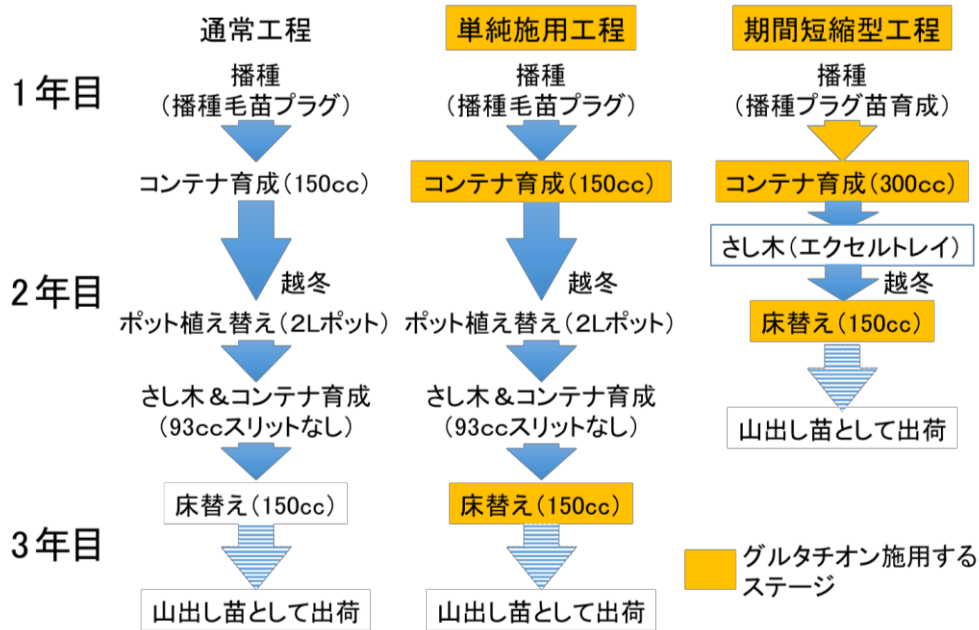 通常工程
単純施用工程
期間短縮型工程
1年目
播種
(播種毛苗プラグ)
播種
(播種毛苗プラグ)
播種
(播種プラグ苗育成)
コンテナ育成(150cc)
コンテナ育成(150cc)
コンテナ育成(300cc)
さし木(エクセルトレイ)
2年目
越冬
越冬
越冬
ポット植え替え(2Lポット)
ポット植え替え(2Lポット)
床替え(150cc)
さし木&コンテナ育成
(93ccスリットなし)
さし木&コンテナ育成
(93ccスリットなし)
山出し苗として出荷
床替え(150cc)
床替え(150cc)
3年目
グルタチオン施用する
ステージ
山出し苗として出荷
山出し苗として出荷